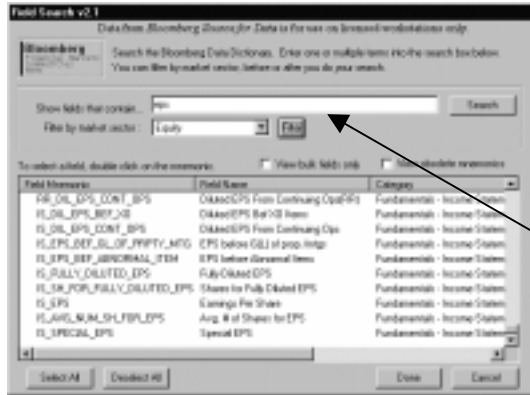 Field Search v2.1
Data from Bloomberg Source for Data is for use on licensed workstations only.
Bloomberg
Search the Bloomberg Data Dictionary. Enter one or multiple terms into the search box below.
You can filter by market sector, before or after you do your search.
Show fields that contain... eps Search
Filter by market sector : Equity Filter
To select a field, double click on the mnemonic. View bulk fields only View obsolete mnemonics
Field Mnemonic Field Name Category
RR_DIL_EPS_CONT_OPS Diluted EPS From Continuing Ops(RR) Fundamentals - Income Statem
IS_DIL_EPS_BEF_XO Diluted EPS Bef XO Items Fundamentals - Income Statem
IS_DIL_EPS_CONT_OPS Diluted EPS From Continuing Ops Fundamentals - Income Statem
IS_EPS_BEF_GL_OF_PRPTY_MTG EPS before G(L) of prop. Fundamentals - Income Statem
IS_EPS_BEF_ABNORMAL_ITEM EPS before Abnormal Items Fundamentals - Income Statem
IS_FULLY_DILUTED_EPS Fully Diluted EPS Fundamentals - Income Statem
IS_SH_FOR_FULLY_DILUTED_EPS Shares for Fully Diluted EPS Fundamentals - Income Statem
IS_EPS Earnings Per Share Fundamentals - Income Statem
IS_AVG_NUM_SH_FOR_EPS Avg. # of Shares for EPS Fundamentals - Income Statem
IS_SPECIAL_EPS Special EPS Fundamentals - Income Statem
Select All Deselect All Done Cancel